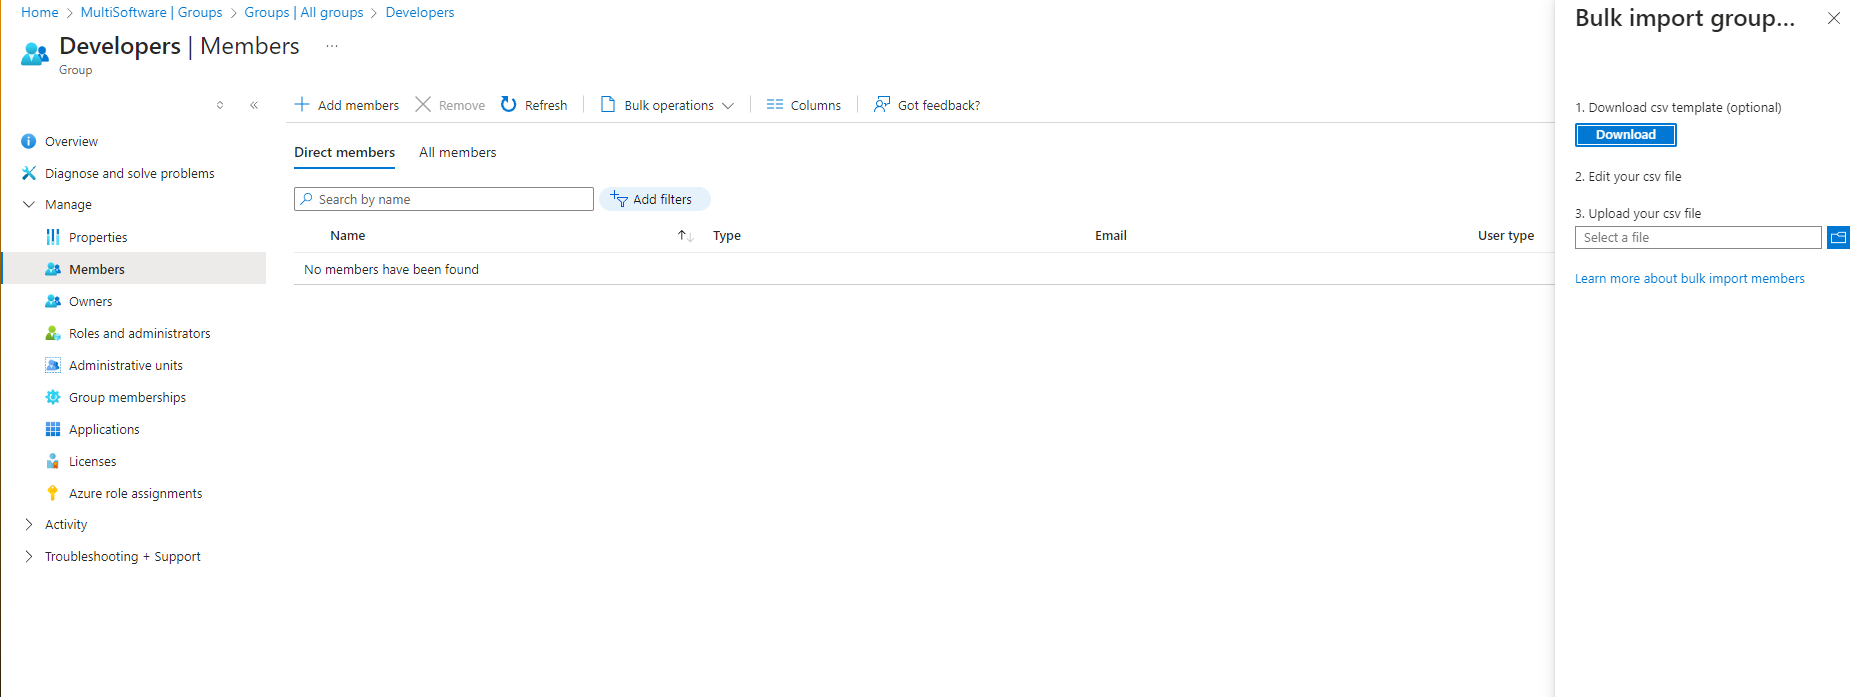 Home > MultiSoftware | Groups > Groups | All groups > Developers
Developers | Members ...
Group
Add members Remove Refresh Bulk operations Columns Got feedback?
Overview
Diagnose and solve problems
Manage
Properties
Members
Owners
Roles and administrators
Administrative units
Group memberships
Applications
Licenses
Azure role assignments
Activity
Troubleshooting + Support
Direct members All members
Search by name Add filters
Name Type Email User type
No members have been found
Bulk import group...
1. Download csv template (optional)
Download
2. Edit your csv file
3. Upload your csv file
Select a file
Learn more about bulk import members